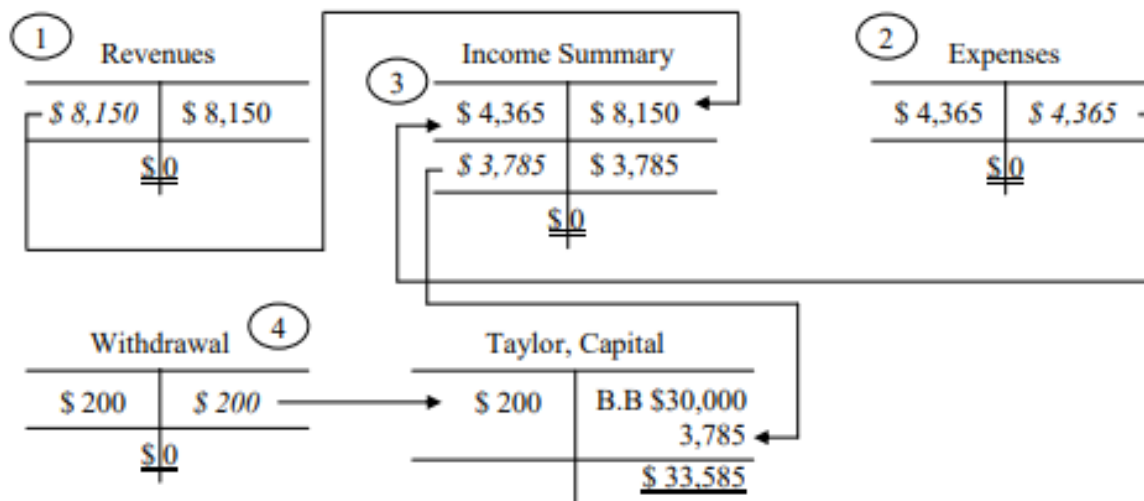 1 Revenues
$ 8,150 $ 8,150
$ 0
Income Summary
3
$ 4,365 $ 8,150
$ 3,785 $ 3,785
$ 0
2 Expenses
$ 4,365 $ 4,365
$ 0
Withdrawal 4
$ 200 $ 200
$ 0
Taylor, Capital
$ 200 B.B $30,000
3,785
$ 33,585